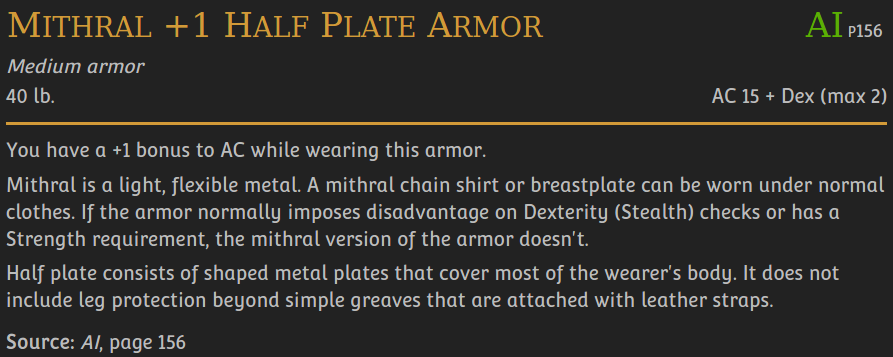 Mithral +1 Half Plate Armor AI P156
Medium armor
40 lb. AC 15 + Dex (max 2)
You have a +1 bonus to AC while wearing this armor.
Mithral is a light, flexible metal. A mithral chain shirt or breastplate can be worn under normal
clothes. If the armor normally imposes disadvantage on Dexterity (Stealth) checks or has a
Strength requirement, the mithral version of the armor doesn't.
Half plate consists of shaped metal plates that cover most of the wearer's body. It does not
include leg protection beyond simple greaves that are attached with leather straps.
Source: AI, page 156